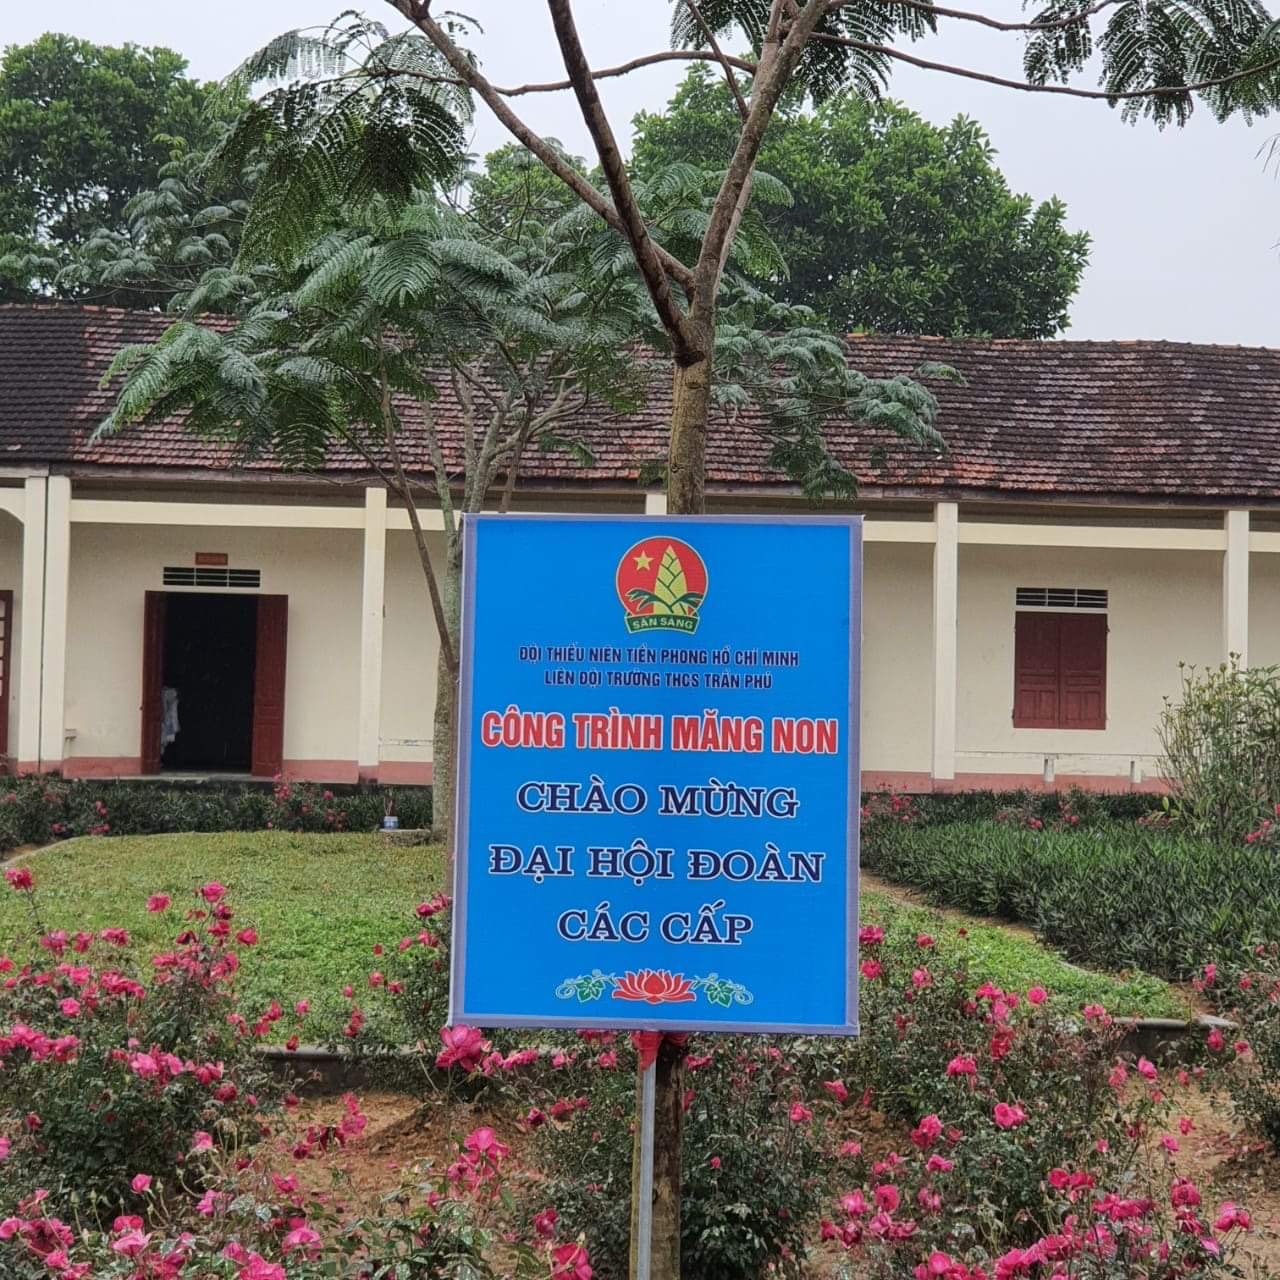 SẴN SÀNG
ĐỘI THIẾU NIÊN TIỀN PHONG HỒ CHÍ MINH
LIÊN ĐỘI TRƯỜNG THCS TRẦN PHÚ
CÔNG TRÌNH MĂNG NON
CHÀO MỪNG
ĐẠI HỘI ĐOÀN
CÁC CẤP